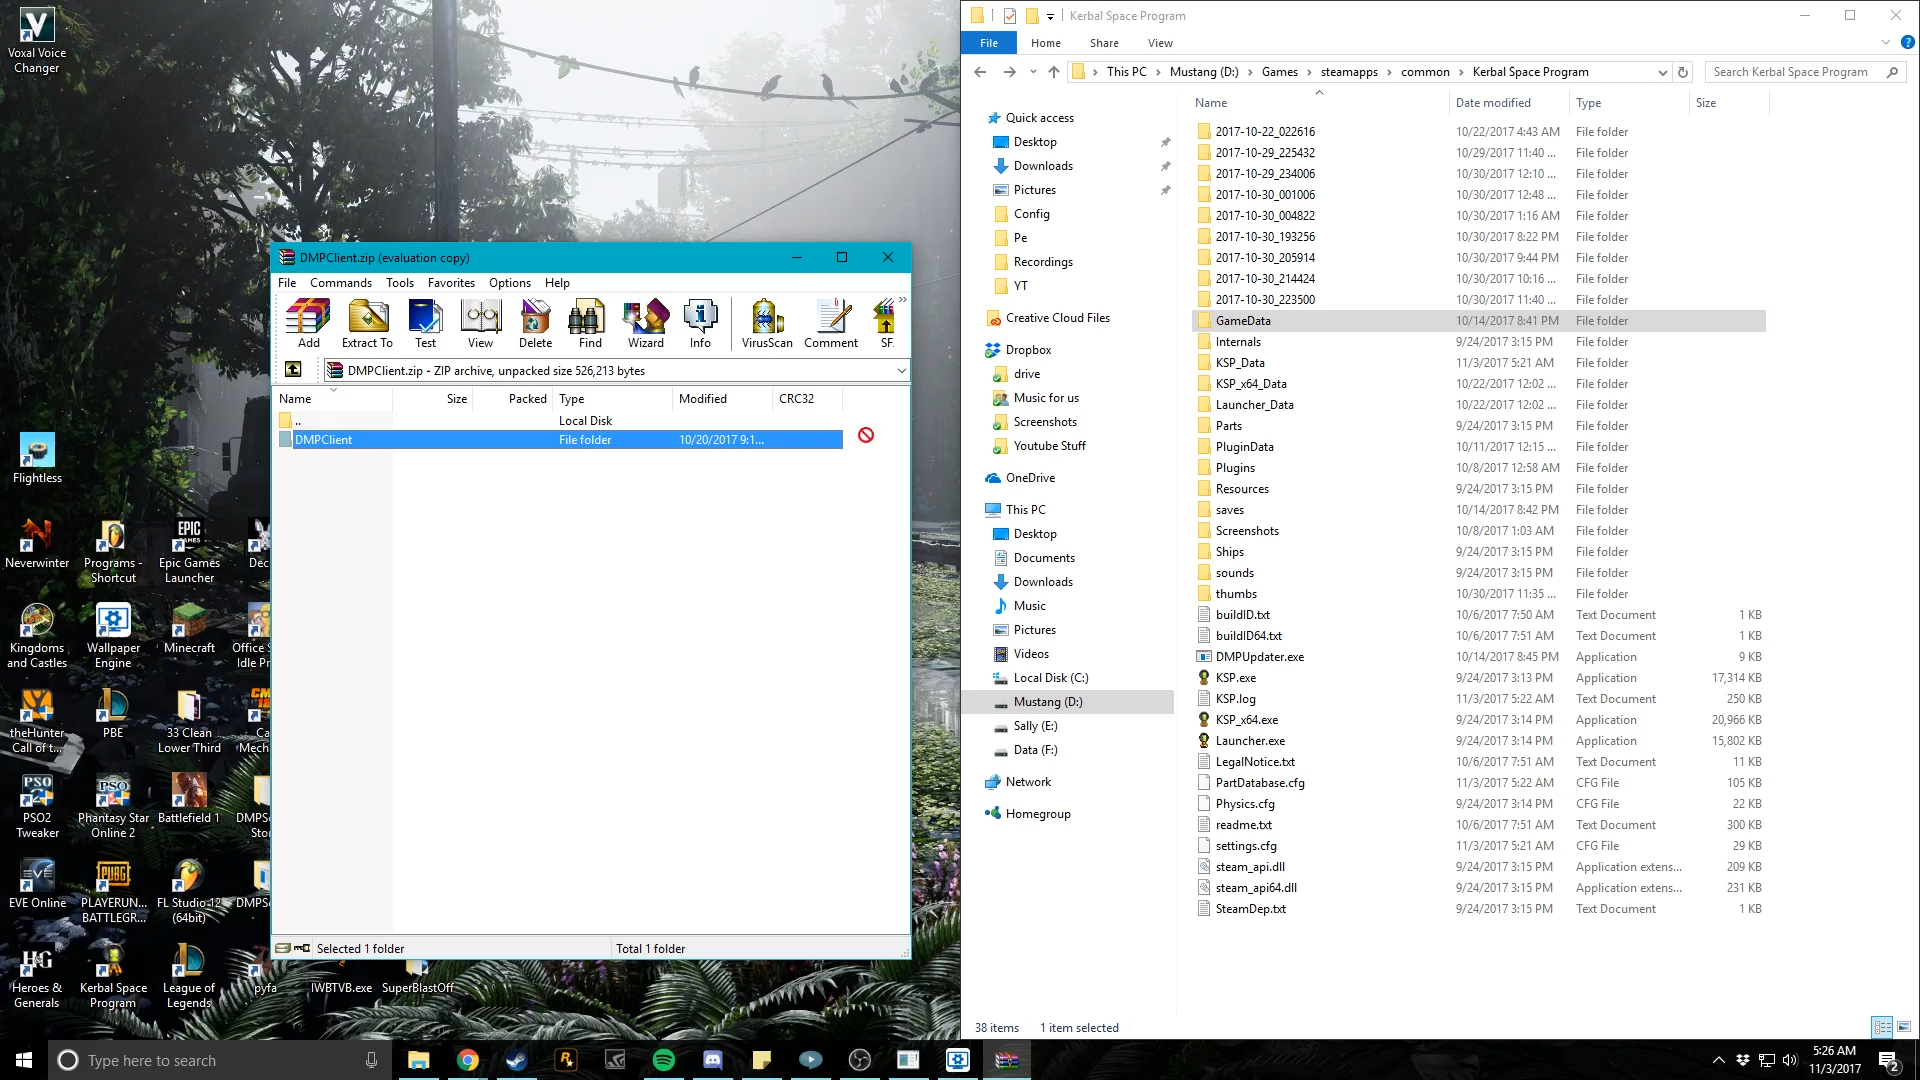 Voxal Voice
Changer
Flightless
Neverwinter
Programs -
Shortcut
Epic Games
Launcher
Kingdoms
and Castles
Wallpaper
Engine
Minecraft
theHunter
Call of t...
PBE
33 Clean
Lower Third
PSO2
Tweaker
Phantasy Star
Online 2
Battlefield 1
EVE Online
PLAYERUN...
BATTLEGR...
FL Studio 12
(64bit)
Heroes &
Generals
Kerbal Space
Program
League of
Legends
pyfa
IWBTVB.exe
SuperBlastOff
DMPClient.zip (evaluation copy)
File Commands Tools Favorites Options Help
Add Extract To Test View Delete Find Wizard Info VirusScan Comment SF.
DMPClient.zip - ZIP archive, unpacked size 526,213 bytes
Name Size Packed Type Modified CRC32
.. Local Disk
DMPClient File folder 10/20/2017 9:1...
Selected 1 folder Total 1 folder
Kerbal Space Program
File Home Share View
This PC Mustang (D:) Games steamapps common Kerbal Space Program
Search Kerbal Space Program
Quick access
Desktop
Downloads
Pictures
Config
Pe
Recordings
YT
Creative Cloud Files
Dropbox
drive
Music for us
Screenshots
Youtube Stuff
OneDrive
This PC
Desktop
Documents
Downloads
Music
Pictures
Videos
Local Disk (C:)
Mustang (D:)
Sally (E:)
Data (F:)
Network
Homegroup
Name Date modified Type Size
2017-10-22_022616 10/22/2017 4:43 AM File folder
2017-10-29_225432 10/29/2017 11:40 ... File folder
2017-10-29_234006 10/30/2017 12:10 ... File folder
2017-10-30_001006 10/30/2017 12:48 ... File folder
2017-10-30_004822 10/30/2017 1:16 AM File folder
2017-10-30_193256 10/30/2017 8:22 PM File folder
2017-10-30_205914 10/30/2017 9:44 PM File folder
2017-10-30_214424 10/30/2017 10:16 ... File folder
2017-10-30_223500 10/30/2017 11:40 ... File folder
GameData 10/14/2017 8:41 PM File folder
Internals 9/24/2017 3:15 PM File folder
KSP_Data 11/3/2017 5:21 AM File folder
KSP_x64_Data 10/22/2017 12:02 ... File folder
Launcher_Data 10/22/2017 12:02 ... File folder
Parts 9/24/2017 3:15 PM File folder
PluginData 10/11/2017 12:15 ... File folder
Plugins 10/8/2017 12:58 AM File folder
Resources 9/24/2017 3:15 PM File folder
saves 10/14/2017 8:42 PM File folder
Screenshots 10/8/2017 1:03 AM File folder
Ships 9/24/2017 3:15 PM File folder
sounds 9/24/2017 3:15 PM File folder
thumbs 10/30/2017 11:35 ... File folder
buildID.txt 10/6/2017 7:50 AM Text Document 1 KB
buildID64.txt 10/6/2017 7:51 AM Text Document 1 KB
DMPUpdater.exe 10/14/2017 8:45 PM Application 9 KB
KSP.exe 9/24/2017 3:13 PM Application 17,314 KB
KSP.log 11/3/2017 5:22 AM Text Document 250 KB
KSP_x64.exe 9/24/2017 3:14 PM Application 20,966 KB
Launcher.exe 9/24/2017 3:14 PM Application 15,802 KB
LegalNotice.txt 10/6/2017 7:51 AM Text Document 11 KB
PartDatabase.cfg 11/3/2017 5:22 AM CFG File 105 KB
Physics.cfg 9/24/2017 3:14 PM CFG File 22 KB
readme.txt 10/6/2017 7:51 AM Text Document 300 KB
settings.cfg 11/3/2017 5:21 AM CFG File 29 KB
steam_api.dll 9/24/2017 3:15 PM Application extens... 209 KB
steam_api64.dll 9/24/2017 3:15 PM Application extens... 231 KB
SteamDep.txt 9/24/2017 3:15 PM Text Document 1 KB
38 items 1 item selected
Type here to search
5:26 AM
11/3/2017
2